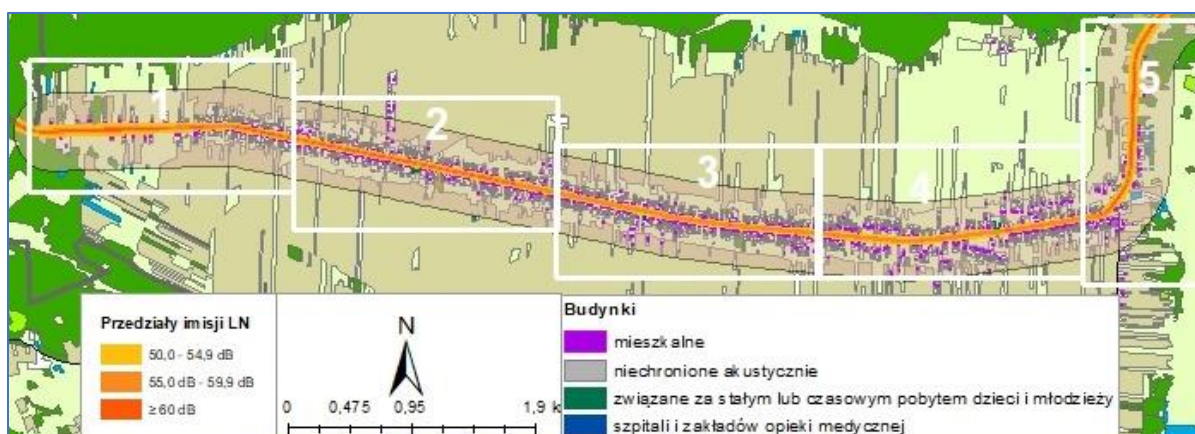 1
2
3
4
5
Przedziały imisji LN
50,0 - 54,9 dB
55,0 dB - 59,9 dB
≥ 60 dB
N
0 0,475 0,95 1,9 k
Budynki
mieszkalne
niechronione akustycznie
związane za stałym lub czasowym pobytem dzieci i młodzieży
szpitali i zakładów opieki medycznej